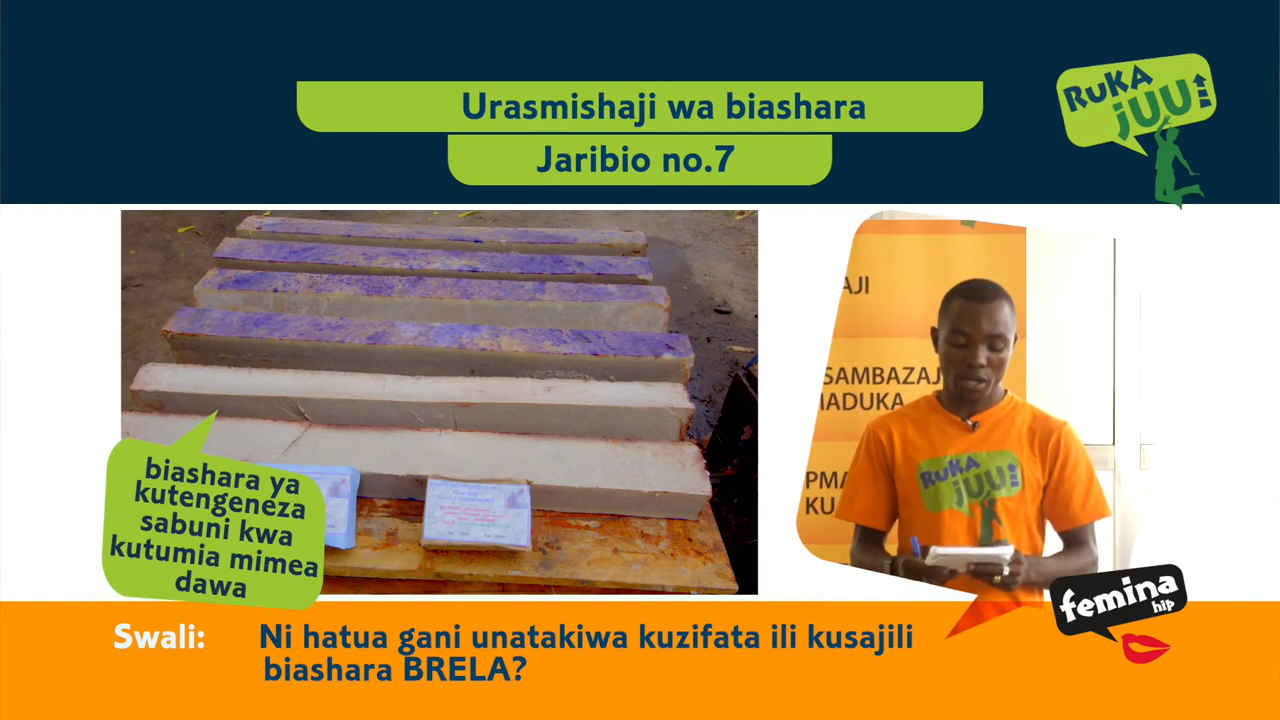 Urasmishaji wa biashara
Jaribio no.7
RUKA
JUU
AJI
SAMBAZAJ
MADUKA
PMA
KU
RUKA
JUU
biashara ya
kutengeneza
sabuni kwa
kutumia mimea
dawa
femina
hip
Swali: Ni hatua gani unatakiwa kuzifata ili kusajili
biashara BRELA?